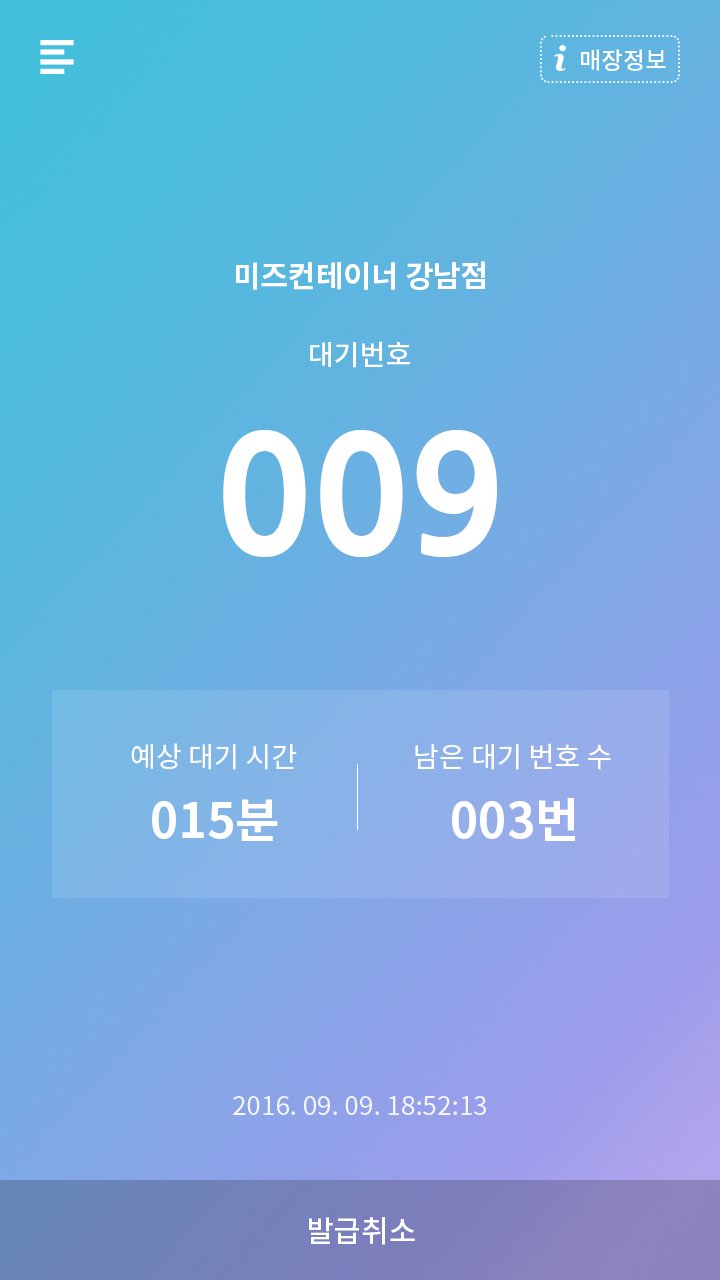 i 매장정보
미즈컨테이너 강남점
대기번호
009
예상 대기 시간
015분
남은 대기 번호 수
003번
2016. 09. 09. 18:52:13
발급취소